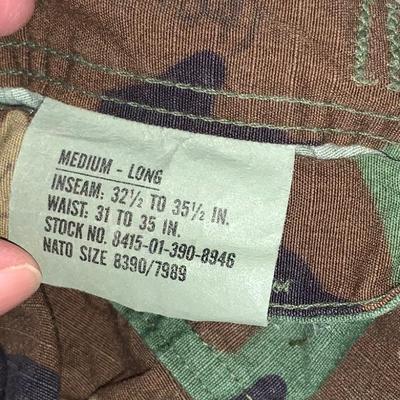 MEDIUM - LONG
INSEAM: 32½ TO 35½ IN.
WAIST: 31 TO 35 IN.
STOCK NO. 8415-01-390-8946
NATO SIZE 8390/7989